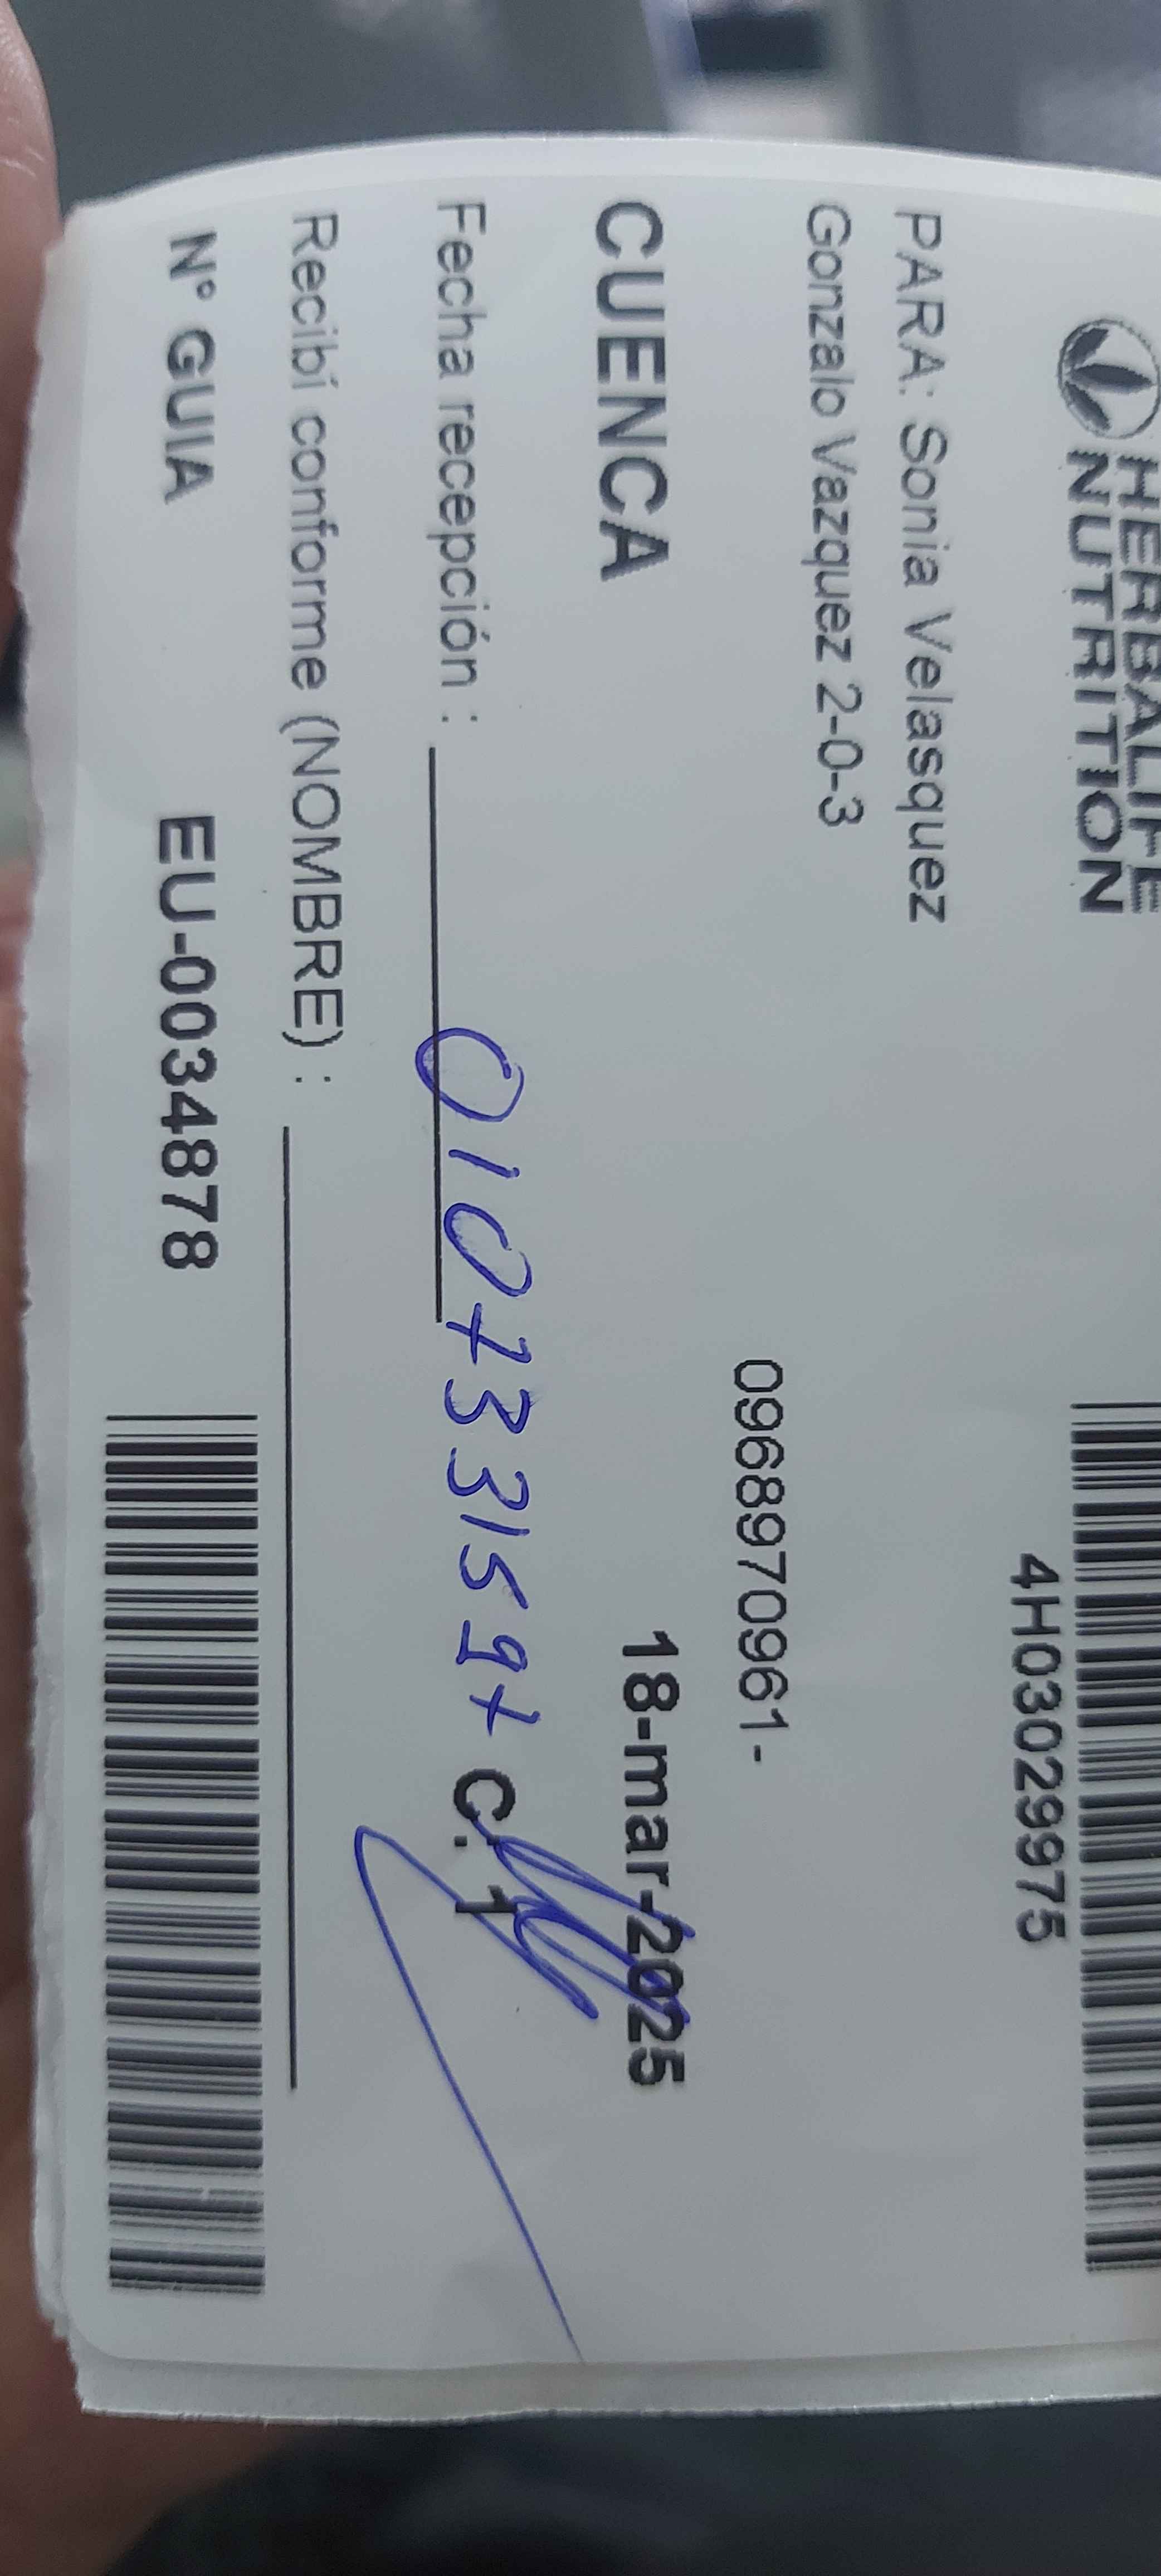 HERBALIFE
NUTRITION
4H03029975
PARA: Sonia Velasquez
Gonzalo Vazquez 2-0-3
0968970961-
CUENCA 18-mar-2025
Fecha recepción : 0107331597 C. 1
Recibí conforme (NOMBRE) :
N° GUIA EU-0034878